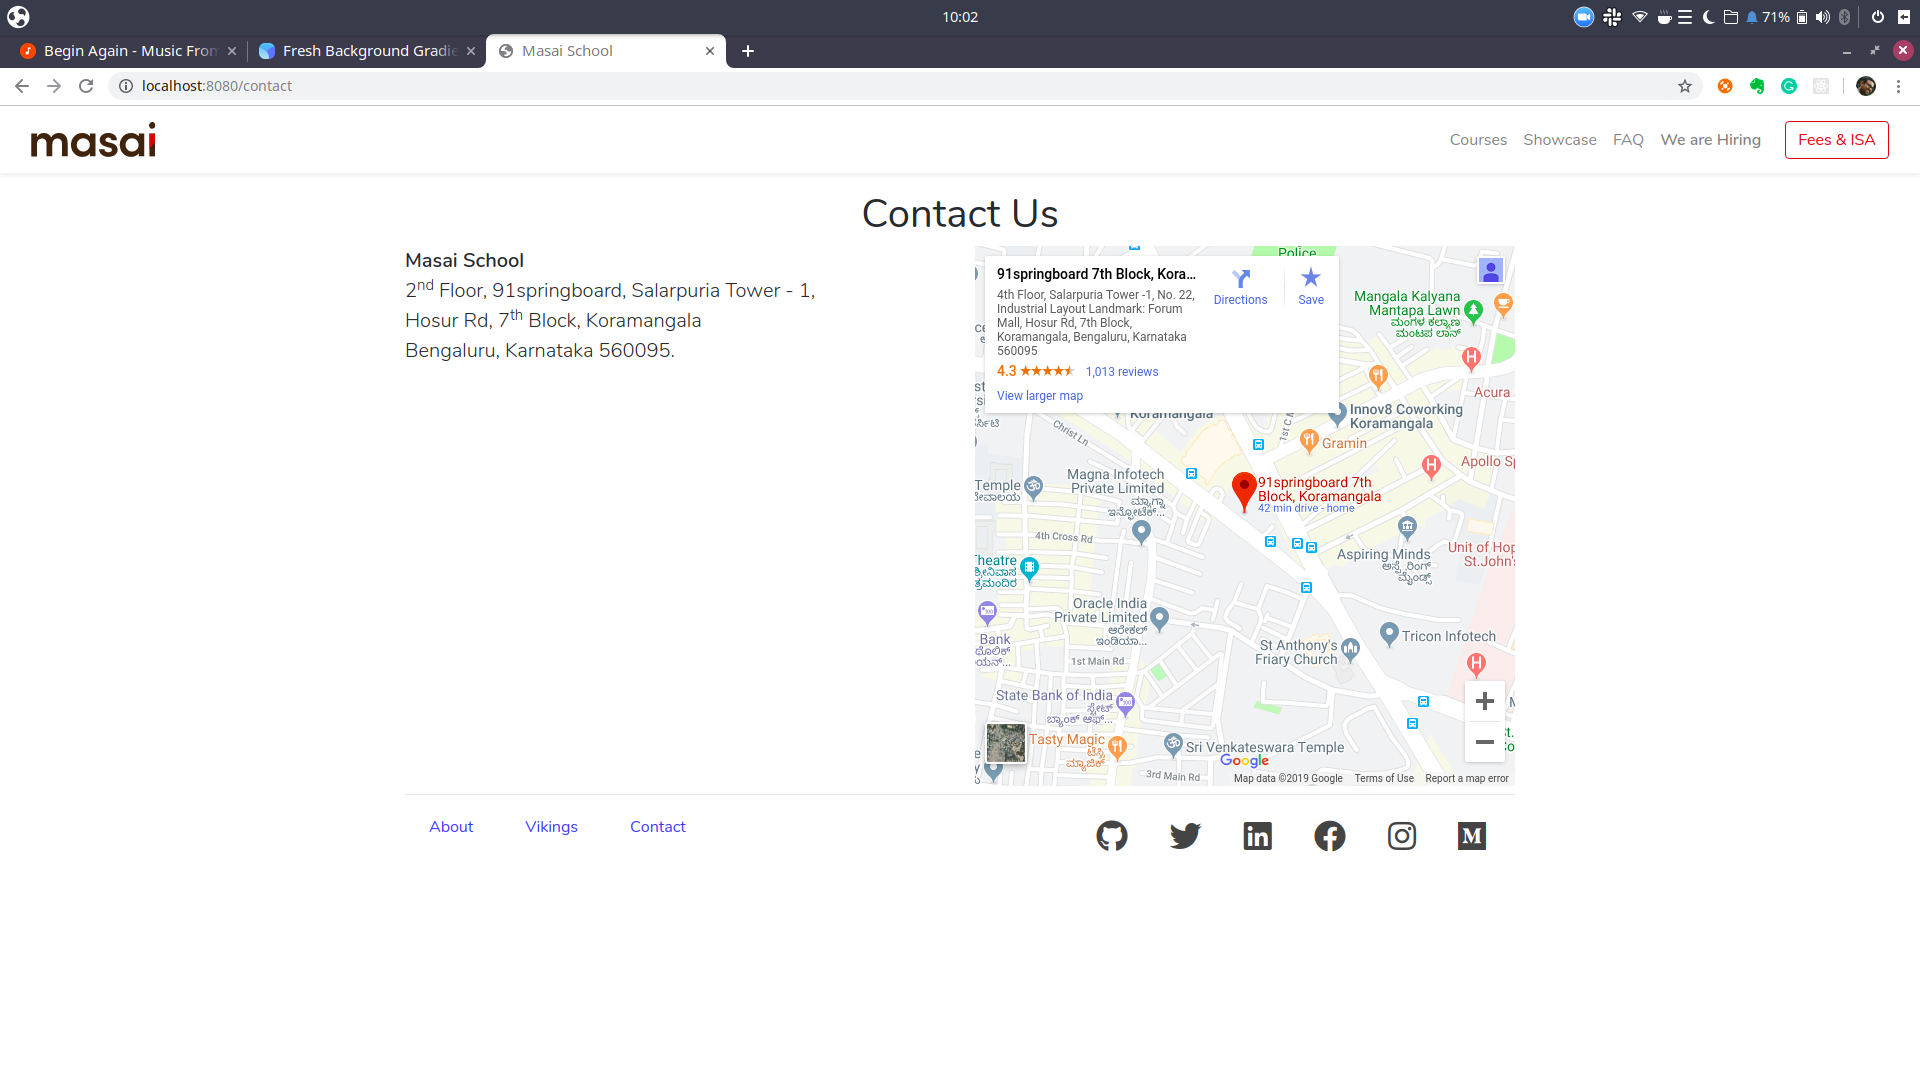 10:02
71%
Begin Again - Music From
Fresh Background Gradie
Masai School
localhost:8080/contact
masai
Courses
Showcase
FAQ
We are Hiring
Fees & ISA
Contact Us
Masai School
2nd Floor, 91springboard, Salarpuria Tower - 1,
Hosur Rd, 7th Block, Koramangala
Bengaluru, Karnataka 560095.
Police
91springboard 7th Block, Kora...
4th Floor, Salarpuria Tower -1, No. 22,
Industrial Layout Landmark: Forum
Mall, Hosur Rd, 7th Block,
Koramangala, Bengaluru, Karnataka
560095
4.3
1,013 reviews
View larger map
Directions
Save
Mangala Kalyana
Mantapa Lawn
ಮಂಗಳ ಕಲ್ಯಾಣ
ಮಂಟಪ ಲಾನ್
Acura
Koramangala
Innov8 Coworking
Koramangala
Christ Ln
Gramin
Apollo Sp
Magna Infotech
Private Limited
ಮ್ಯಾಗ್ನಾ
ಇನ್ಫೋಟೆಕ್...
Temple
91springboard 7th
Block, Koramangala
42 min drive - home
4th Cross Rd
Aspiring Minds
ಅಸ್ಪೈರಿಂಗ್
ಮೈಂಡ್ಸ್
Unit of Hop
St.John's
Theatre
ಶ್ರೀನಿವಾಸ
Oracle India
Private Limited
ಆರೇಕಲ್
ಇಂಡಿಯಾ...
Bank
Tricon Infotech
St Anthony's
Friary Church
1st Main Rd
State Bank of India
ಸ್ಟೇಟ್
ಬ್ಯಾಂಕ್ ಆಫ್...
Tasty Magic
ಟೆಸ್ಟಿ
ಮ್ಯಾಜಿಕ್
Sri Venkateswara Temple
3rd Main Rd
Google
Map data ©2019 Google
Terms of Use
Report a map error
About
Vikings
Contact